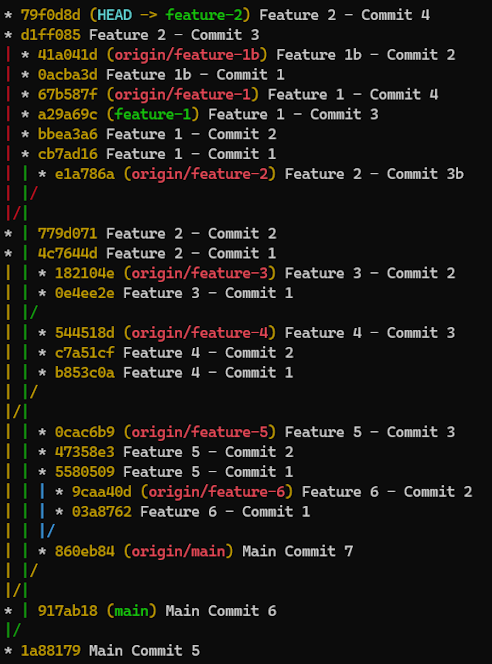 * 79f0d8d (HEAD -> feature-2) Feature 2 - Commit 4
* d1ff085 Feature 2 - Commit 3
| * 41a041d (origin/feature-1b) Feature 1b - Commit 2
| * 0acba3d Feature 1b - Commit 1
| * 67b587f (origin/feature-1) Feature 1 - Commit 4
| * a29a69c (feature-1) Feature 1 - Commit 3
| * bbea3a6 Feature 1 - Commit 2
| * cb7ad16 Feature 1 - Commit 1
| | * e1a786a (origin/feature-2) Feature 2 - Commit 3b
| |/
|/|
* | 779d071 Feature 2 - Commit 2
* | 4c7644d Feature 2 - Commit 1
| | * 182104e (origin/feature-3) Feature 3 - Commit 2
| | * 0e4ee2e Feature 3 - Commit 1
| |/
| | * 544518d (origin/feature-4) Feature 4 - Commit 3
| | * c7a51cf Feature 4 - Commit 2
| | * b853c0a Feature 4 - Commit 1
| |/
|/|
| | * 0cac6b9 (origin/feature-5) Feature 5 - Commit 3
| | * 47358e3 Feature 5 - Commit 2
| | * 5580509 Feature 5 - Commit 1
| | | * 9caa40d (origin/feature-6) Feature 6 - Commit 2
| | | * 03a8762 Feature 6 - Commit 1
| | |/
| | * 860eb84 (origin/main) Main Commit 7
| |/
|/|
* | 917ab18 (main) Main Commit 6
|/
* 1a88179 Main Commit 5